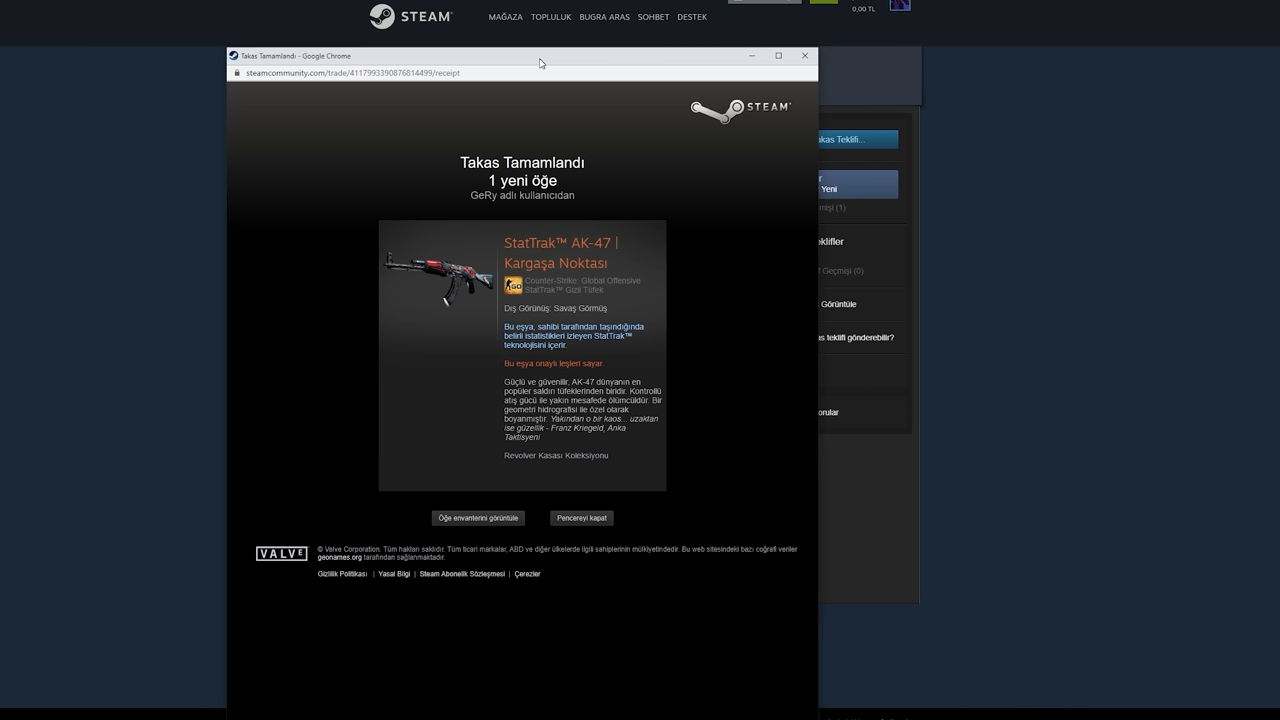 STEAM
MAĞAZA TOPLULUK BUGRA ARAS SOHBET DESTEK
0,00 TL
Takas Tamamlandı - Google Chrome
steamcommunity.com/trade/4117993390876814499/receipt
STEAM
Takas Tamamlandı
1 yeni öğe
GeRy adlı kullanıcıdan
StatTrak™ AK-47 |
Kargaşa Noktası
GO
Counter-Strike: Global Offensive
StatTrak™ Gizli Tüfek
Dış Görünüş: Savaş Görmüş
Bu eşya, sahibi tarafından taşındığında
belirli istatistikleri izleyen StatTrak™
teknolojisini içerir.
Bu eşya onaylı leşleri sayar.
Güçlü ve güvenilir, AK-47 dünyanın en
popüler saldırı tüfeklerinden biridir. Kontrollü
atış gücü ile yakın mesafede ölümcüldür. Bir
geometri hidrografisi ile özel olarak
boyanmıştır. Yakından o bir kaos... uzaktan
ise güzellik - Franz Kriegeld, Anka
Taktisyeni
Revolver Kasası Koleksiyonu
Öğe envanterini görüntüle
Pencereyi kapat
akas Teklifi...
Yeni
mişi (1)
eklifler
f Geçmişi (0)
Görüntüle
as teklifi gönderebilir?
orular
VALVE
© Valve Corporation. Tüm hakları saklıdır. Tüm ticari markalar, ABD ve diğer ülkelerde ilgili sahiplerinin mülkiyetindedir. Bu web sitesindeki bazı coğrafi veriler
geonames.org tarafından sağlanmaktadır.
Gizlilik Politikası | Yasal Bilgi | Steam Abonelik Sözleşmesi | Çerezler